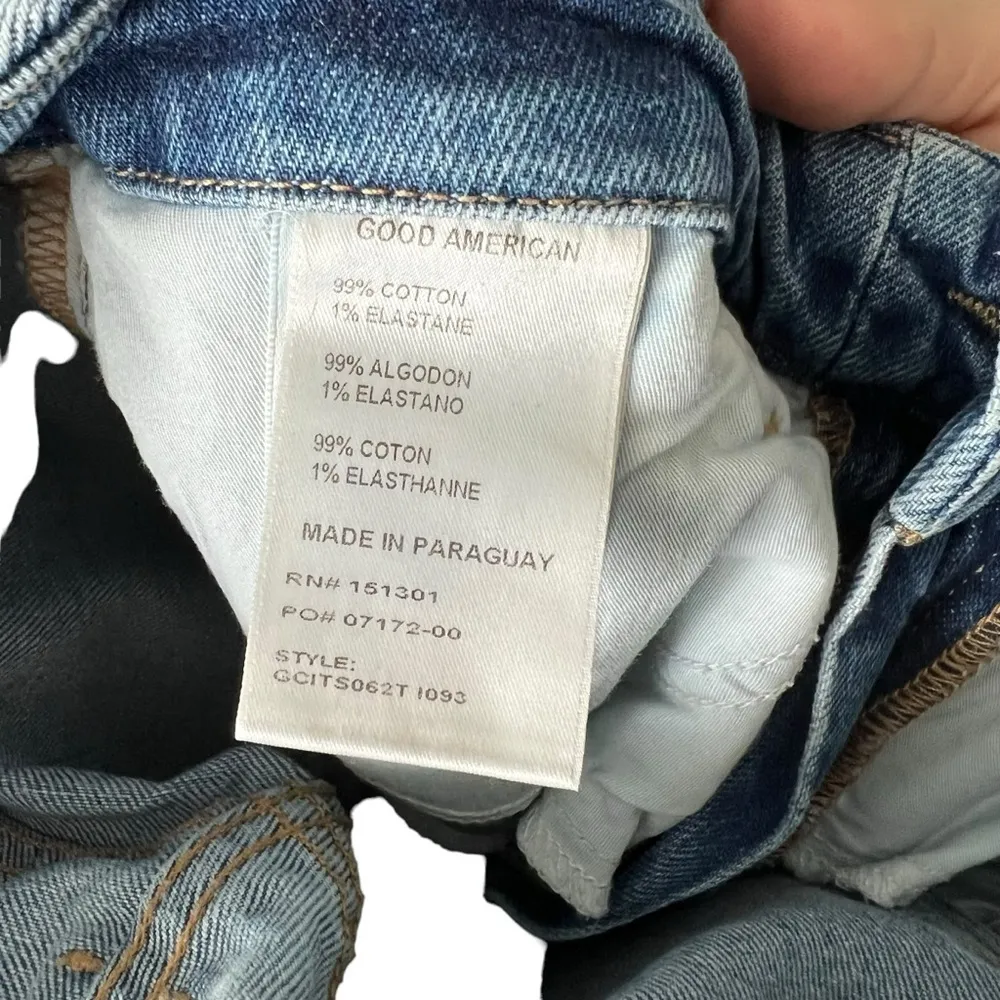 GOOD AMERICAN
99% COTTON
1% ELASTANE
99% ALGODON
1% ELASTANO
99% COTON
1% ELASTHANNE
MADE IN PARAGUAY
RN# 151301
PO# 07172-00
STYLE:
GCITS062T I093